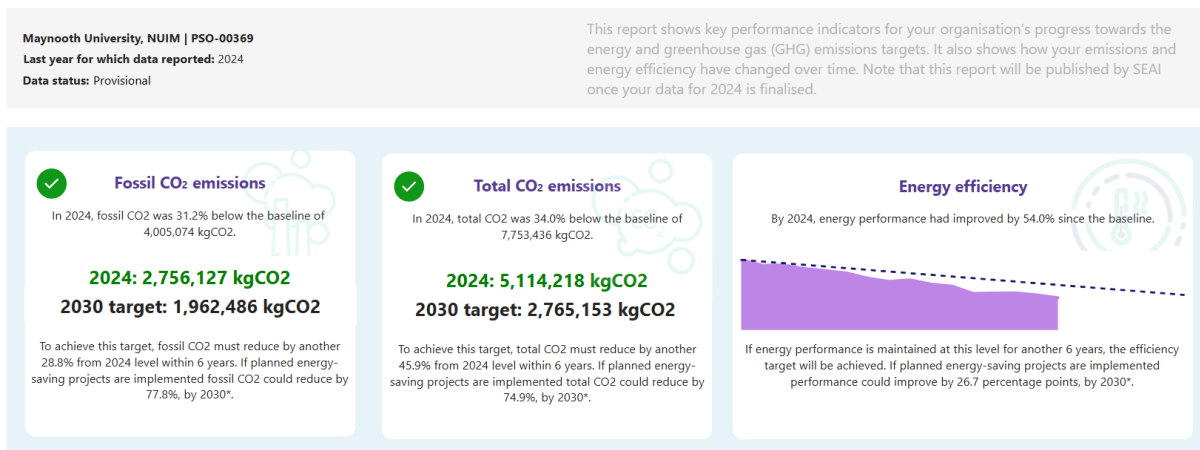 Maynooth University, NUIM | PSO-00369
Last year for which data reported: 2024
Data status: Provisional
This report shows key performance indicators for your organisation's progress towards the
energy and greenhouse gas (GHG) emissions targets. It also shows how your emissions and
energy efficiency have changed over time. Note that this report will be published by SEAI
once your data for 2024 is finalised.
Fossil CO₂ emissions
In 2024, fossil CO2 was 31.2% below the baseline of
4,005,074 kgCO2.
2024: 2,756,127 kgCO2
2030 target: 1,962,486 kgCO2
To achieve this target, fossil CO2 must reduce by another
28.8% from 2024 level within 6 years. If planned energy-
saving projects are implemented fossil CO2 could reduce by
77.8%, by 2030*.
Total CO₂ emissions
In 2024, total CO2 was 34.0% below the baseline of
7,753,436 kgCO2.
CO₂
2024: 5,114,218 kgCO2
2030 target: 2,765,153 kgCO2
To achieve this target, total CO2 must reduce by another
45.9% from 2024 level within 6 years. If planned energy-
saving projects are implemented total CO2 could reduce by
74.9%, by 2030*.
Energy efficiency
By 2024, energy performance had improved by 54.0% since the baseline.
If energy performance is maintained at this level for another 6 years, the efficiency
target will be achieved. If planned energy-saving projects are implemented
performance could improve by 26.7 percentage points, by 2030*.